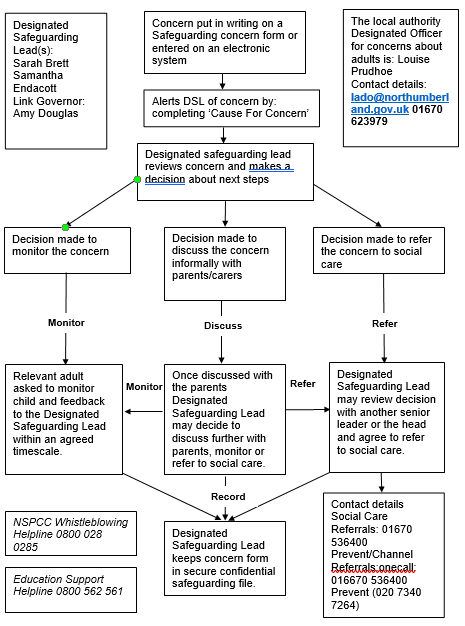 Designated
Safeguarding
Lead(s):
Sarah Brett
Samantha
Endacott
Link Governor:
Amy Douglas
Concern put in writing on a
Safeguarding concern form or
entered on an electronic
system
The local authority
Designated Officer
for concerns about
adults is: Louise
Prudhoe
Contact details:
lado@northumberl
and.gov.uk 01670
623979
Alerts DSL of concern by:
completing ‘Cause For Concern’
Designated safeguarding lead
reviews concern and makes a
decision about next steps
Decision made to
monitor the concern
Decision made to
discuss the concern
informally with
parents/carers
Decision made to refer
the concern to social
care
Monitor
Discuss
Refer
Relevant adult
asked to monitor
child and feedback
to the Designated
Safeguarding Lead
within an agreed
timescale.
Monitor
Once discussed with
the parents
Designated
Safeguarding Lead
may decide to
discuss further with
parents, monitor or
refer to social care.
Refer
Designated
Safeguarding Lead
may review decision
with another senior
leader or the head
and agree to refer
to social care.
Record
NSPCC Whistleblowing
Helpline 0800 028
0285
Education Support
Helpline 0800 562 561
Designated
Safeguarding Lead
keeps concern form
in secure confidential
safeguarding file.
Contact details
Social Care
Referrals: 01670
536400
Prevent/Channel
Referrals:onecall:
016670 536400
Prevent (020 7340
7264)